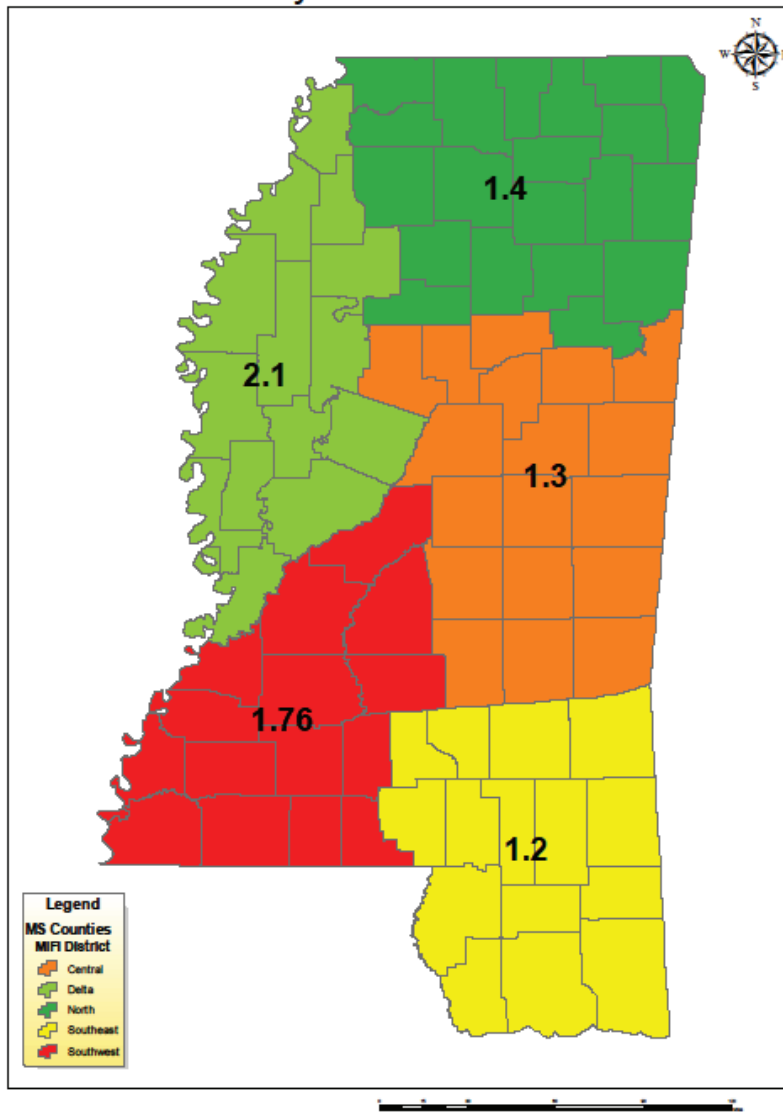 N
W
S
1.4
2.1
1.3
1.76
1.2
Legend
MS Counties
MIFI District
Central
Delta
North
Southeast
Southwest